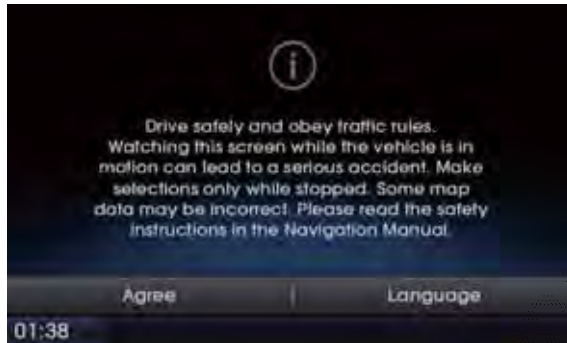 i
Drive safely and obey traffic rules.
Watching this screen while the vehicle is in
motion can lead to a serious accident. Make
selections only while stopped. Some map
data may be incorrect. Please read the safety
instructions in the Navigation Manual.
Agree | Language
01:38